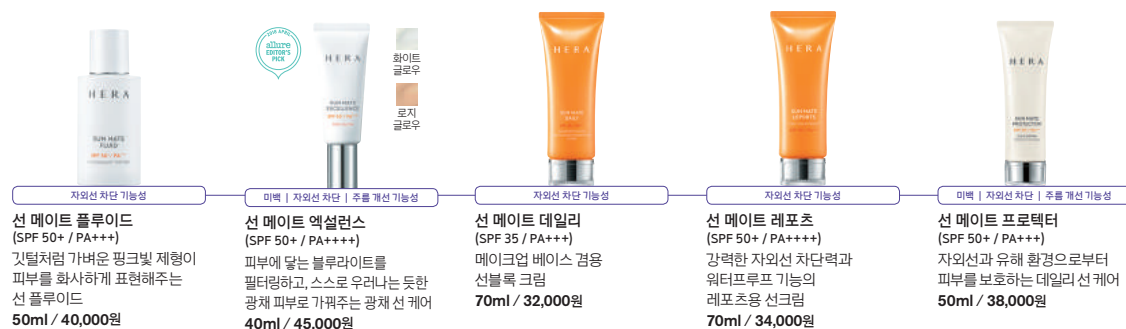 2018 APRIL
allure
EDITOR'S
PICK
화이트
글로우
로지
글로우
HERA
SUN MATE
FLUID
HERA
SUN MATE
EXCELLENCE
HERA
SUN MATE
DAILY
HERA
SUN MATE
LEPORTS
HERA
SUN MATE
PROTECTION
자외선 차단 기능성
선 메이트 플루이드
(SPF 50+ / PA+++)
깃털처럼 가벼운 핑크빛 제형이
피부를 화사하게 표현해주는
선 플루이드
50ml / 40,000원
미백 | 자외선 차단 | 주름 개선 기능성
선 메이트 엑설런스
(SPF 50+ / PA++++)
피부에 닿는 블루라이트를
필터링하고, 스스로 우러나는 듯한
광채 피부로 가꿔주는 광채 선 케어
40ml / 45,000원
자외선 차단 기능성
선 메이트 데일리
(SPF 35 / PA+++)
메이크업 베이스 겸용
선블록 크림
70ml / 32,000원
자외선 차단 기능성
선 메이트 레포츠
(SPF 50+ / PA++++)
강력한 자외선 차단력과
워터프루프 기능의
레포츠용 선크림
70ml / 34,000원
미백 | 자외선 차단 | 주름 개선 기능성
선 메이트 프로텍터
(SPF 50+ / PA+++)
자외선과 유해 환경으로부터
피부를 보호하는 데일리 선 케어
50ml / 38,000원